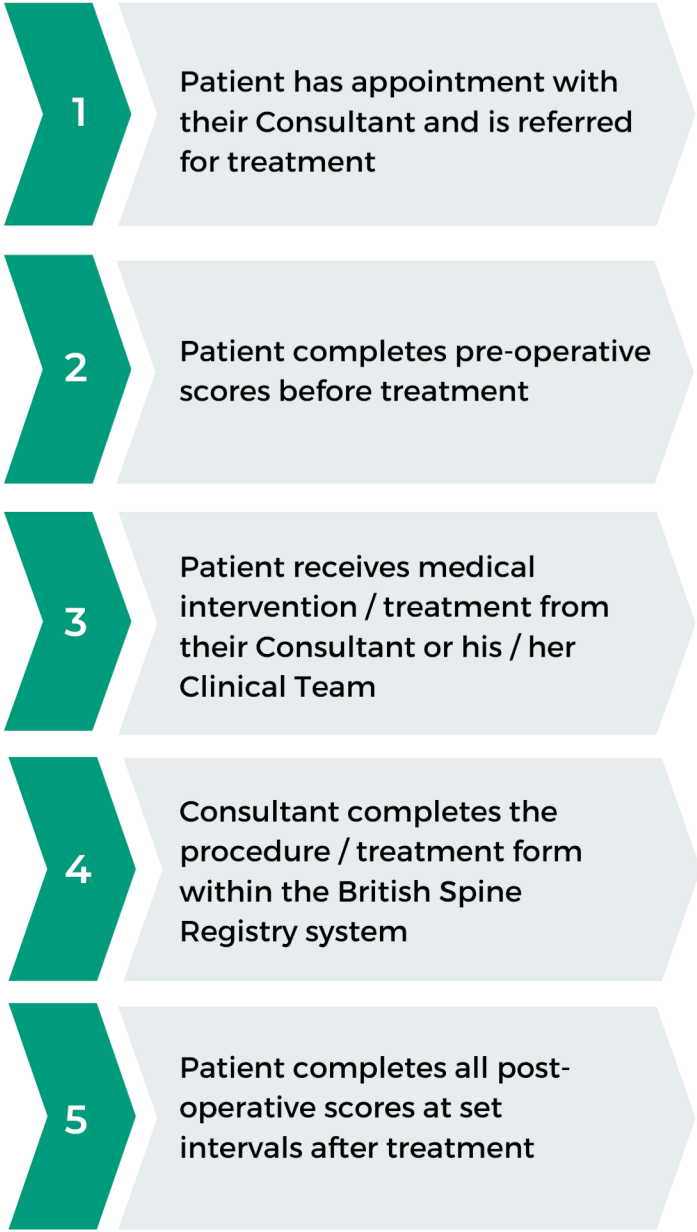 1
Patient has appointment with
their Consultant and is referred
for treatment
2
Patient completes pre-operative
scores before treatment
3
Patient receives medical
intervention / treatment from
their Consultant or his / her
Clinical Team
4
Consultant completes the
procedure / treatment form
within the British Spine
Registry system
5
Patient completes all post-
operative scores at set
intervals after treatment